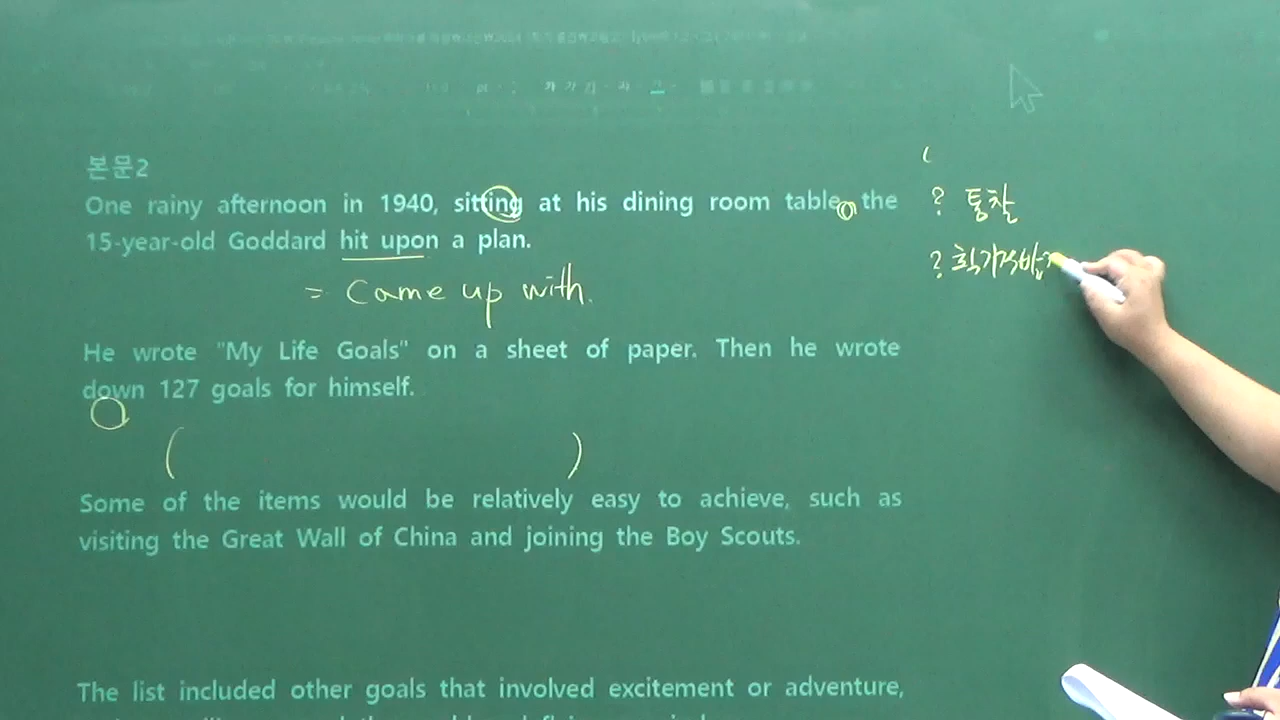 본문2
One rainy afternoon in 1940, sitting at his dining room table, the
15-year-old Goddard hit upon a plan.
= Came up with.
He wrote "My Life Goals" on a sheet of paper. Then he wrote
down 127 goals for himself.
( )
Some of the items would be relatively easy to achieve, such as
visiting the Great Wall of China and joining the Boy Scouts.
The list included other goals that involved excitement or adventure,
? 통찰
?